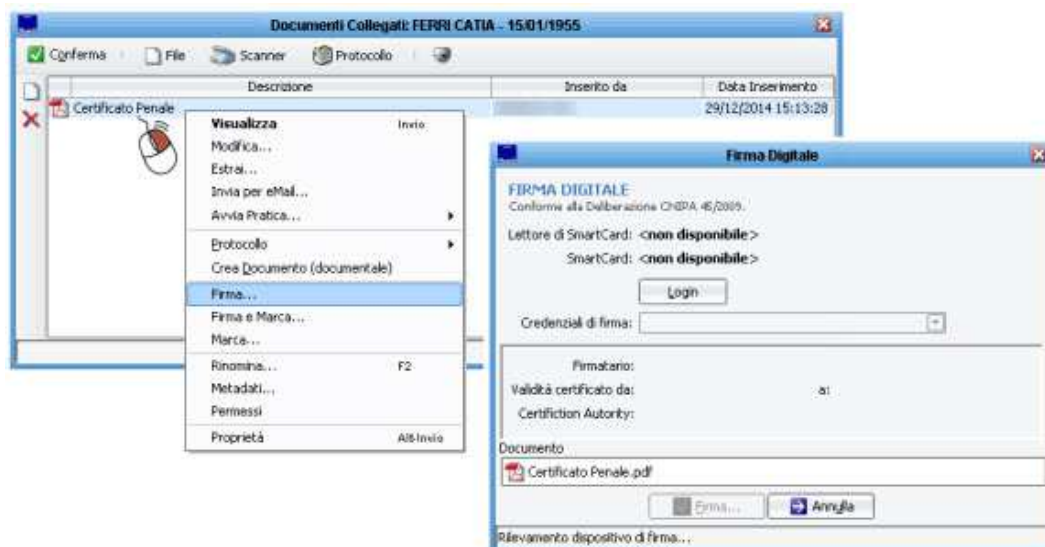 Documenti Collegati: FERRI CATIA - 15/01/1955
Conferma File Scanner Protocollo
Descrizione Inserito da Data Inserimento
Certificato Penale 29/12/2014 15:13:28
Visualizza Invio
Modifica...
Estrai...
Invia per eMail...
Avvia Pratica...
Protocollo
Crea Documento (documentale)
Firma...
Firma e Marca...
Marca...
Rinomina... F2
Metadati...
Permessi
Proprietà Alt-Invio
Firma Digitale
FIRMA DIGITALE
Conforme alla Deliberazione CNIPA 45/2009.
Lettore di SmartCard: <non disponibile>
SmartCard: <non disponibile>
Login
Credenziali di firma:
Firmatario:
Validità certificato da: a:
Certifiction Autority:
Documento
Certificato Penale.pdf
Firma... Annulla
Rilevamento dispositivo di firma...